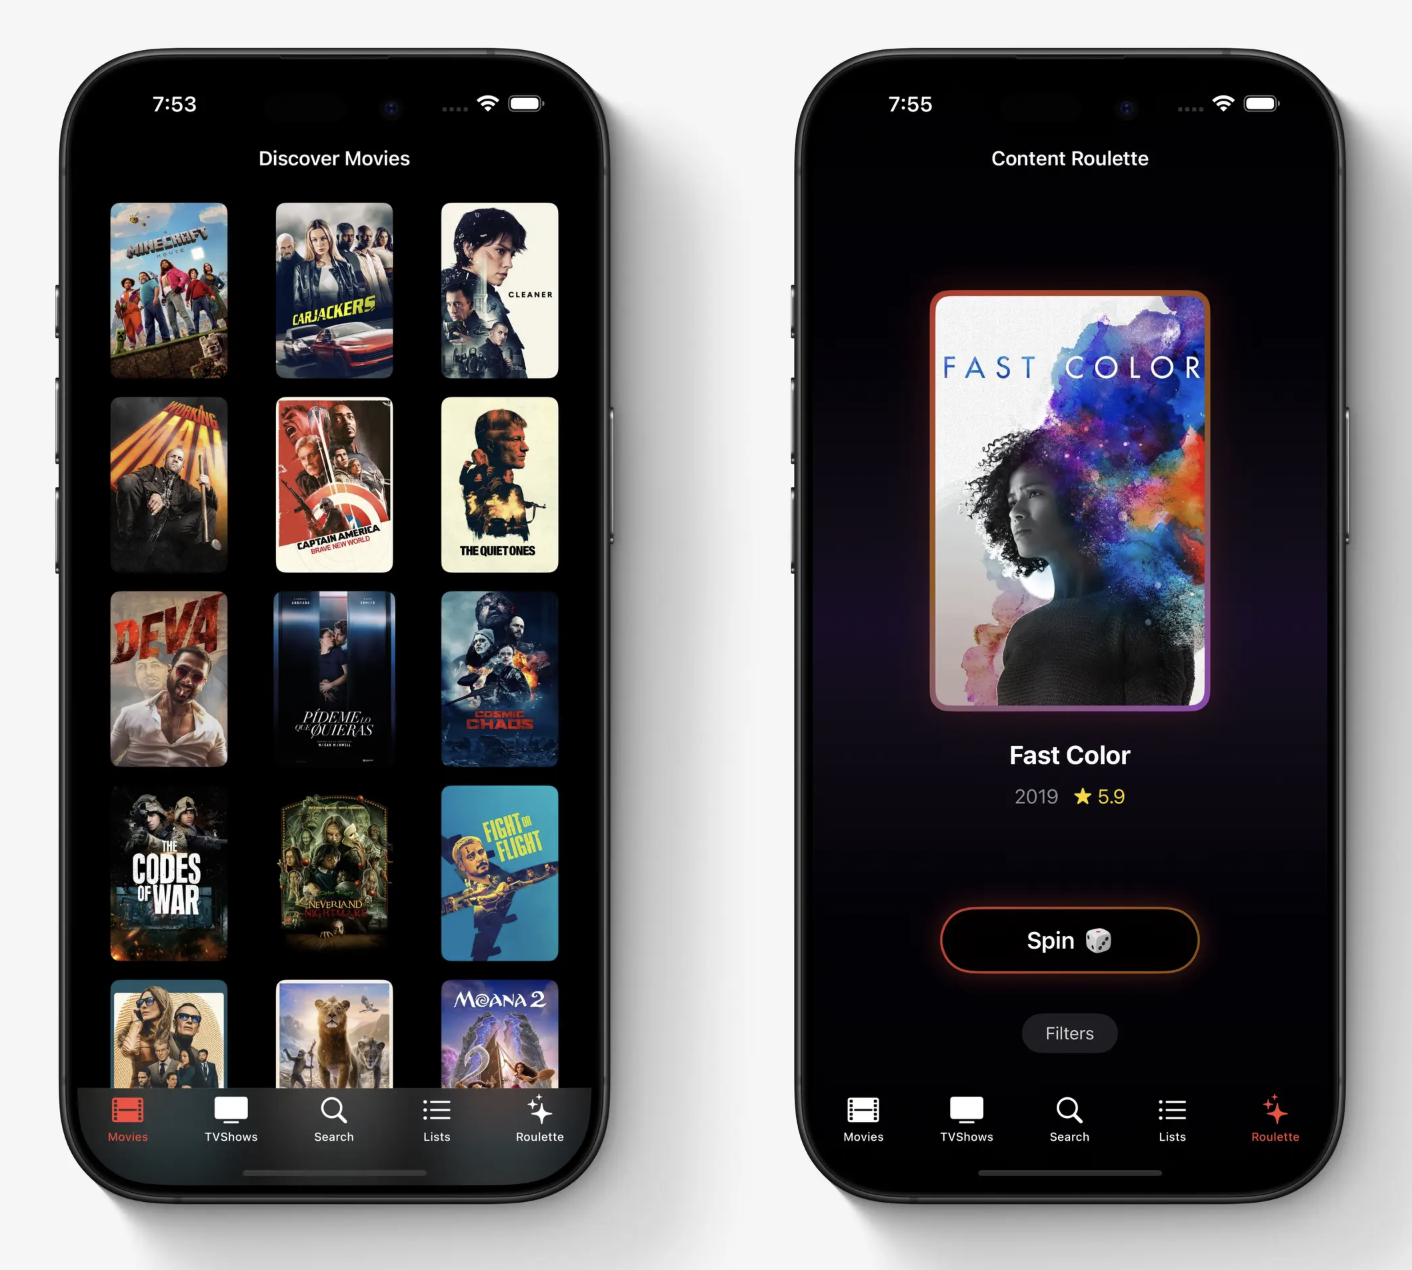 7:53
Discover Movies
MINECRAFT
MOVIE
CARJACKERS
CLEANER
WORKING
MAN
CAPTAIN AMERICA
BRAVE NEW WORLD
THE QUIET ONES
DEVA
PÍDEME LO
QUE QUIERAS
COSMIC
CHAOS
THE
CODES
OF WAR
NEVERLAND
NIGHTMARE
FIGHT OR
FLIGHT
MOANA 2
Movies
TVShows
Search
Lists
Roulette
7:55
Content Roulette
FAST COLOR
Fast Color
2019 ★ 5.9
Spin 🎲
Filters
Movies
TVShows
Search
Lists
Roulette